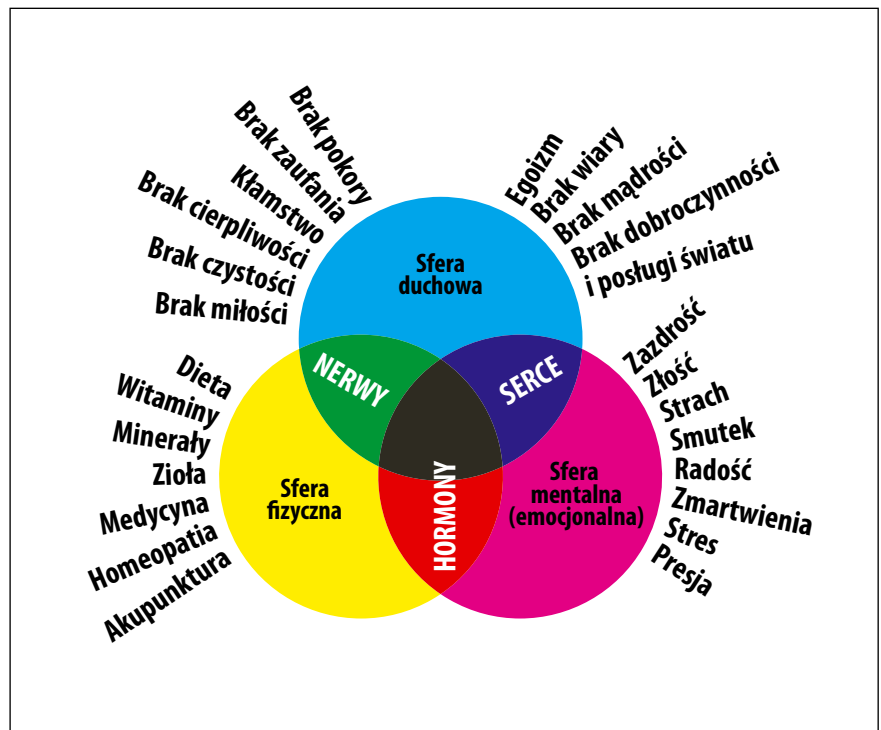 Brak pokory
Brak zaufania
Kłamstwo
Brak cierpliwości
Brak czystości
Brak miłości
Egoizm
Brak wiary
Brak mądrości
Brak dobroczynności
i posługi światu
Sfera
duchowa
NERWY
SERCE
HORMONY
Dieta
Witaminy
Minerały
Zioła
Medycyna
Homeopatia
Akupunktura
Sfera
fizyczna
Sfera
mentalna
(emocjonalna)
Zazdrość
Złość
Strach
Smutek
Radość
Zmartwienia
Stres
Presja